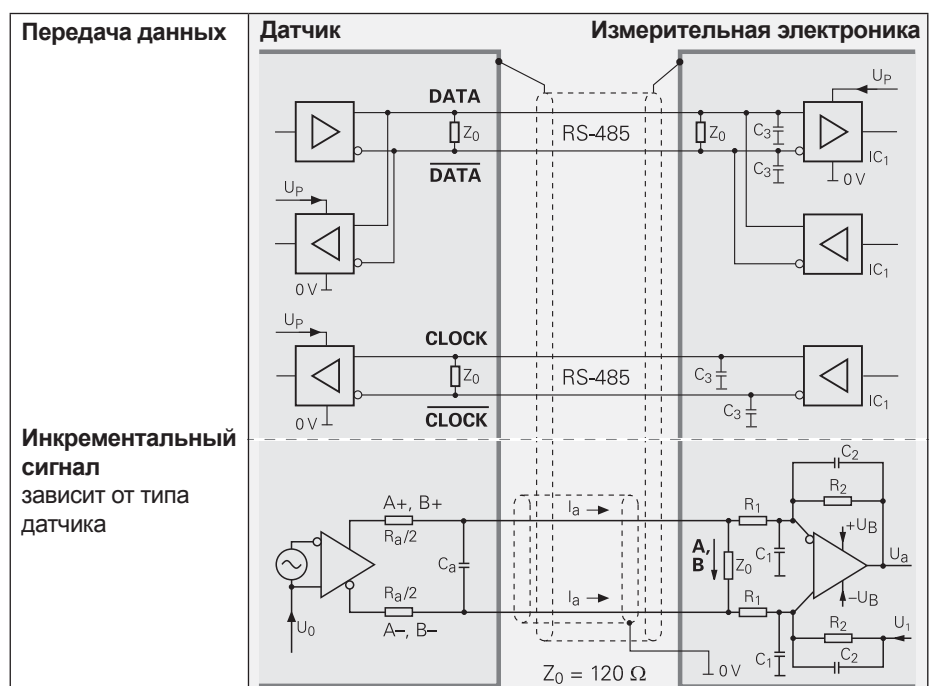 Передача данных
Датчик
Измерительная электроника
DATA
Z0
RS-485
Z0
C3
C3
UP
IC1
0 V
DATA
UP
0 V
IC1
UP
CLOCK
Z0
RS-485
C3
C3
IC1
0 V
CLOCK
Инкрементальный
сигнал
зависит от типа
датчика
A+, B+
Ra/2
Ca
Ra/2
A–, B–
U0
Ia
Ia
Z0 = 120 Ω
0 V
A,
B
Z0
R1
C1
R1
C1
C2
R2
+UB
Ua
–UB
R2
U1
C2